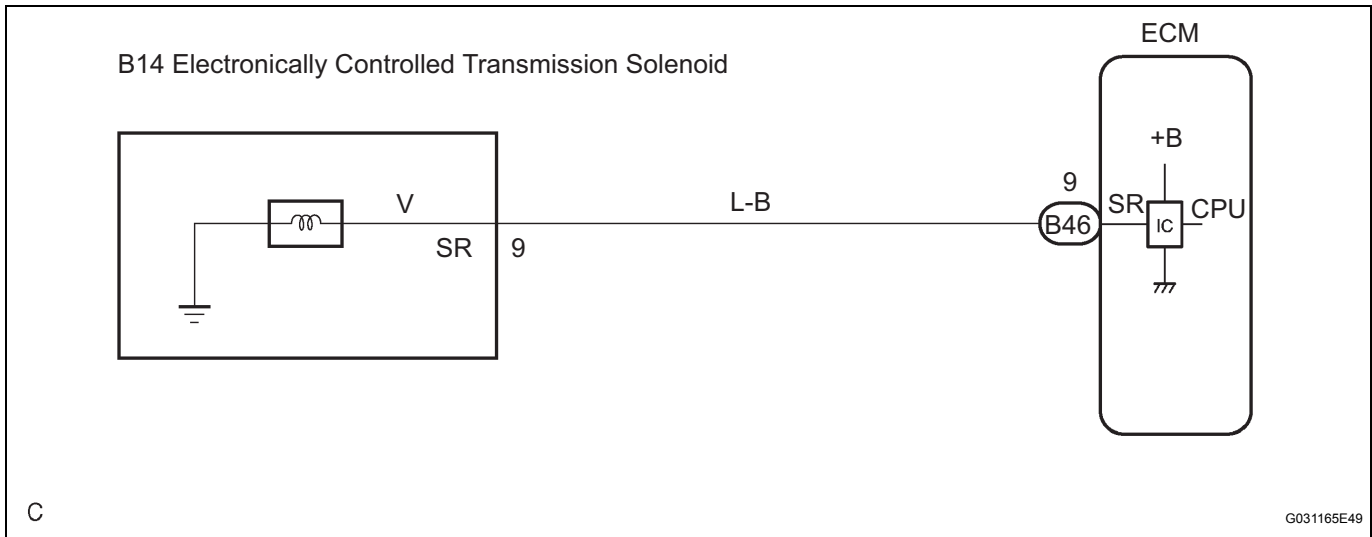 ECM
B14 Electronically Controlled Transmission Solenoid
+B
9
V
L-B
SR
CPU
B46
IC
SR
9
C
G031165E49